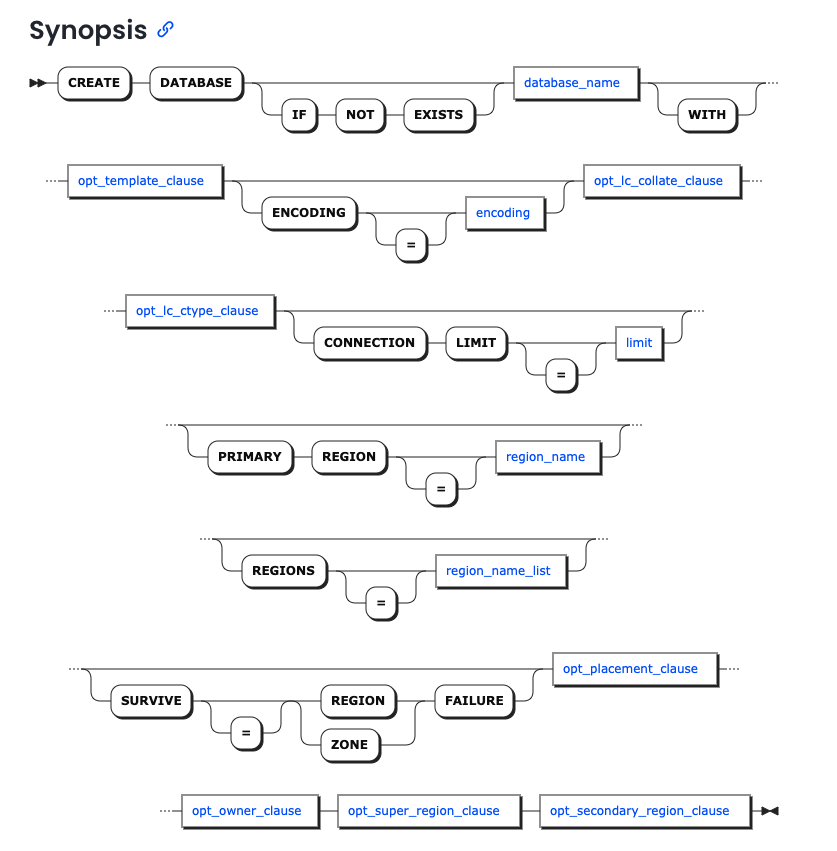 Synopsis
CREATE DATABASE database_name
IF NOT EXISTS WITH
opt_template_clause opt_lc_collate_clause
ENCODING encoding
=
opt_lc_ctype_clause
CONNECTION LIMIT limit
=
PRIMARY REGION region_name
=
REGIONS region_name_list
=
opt_placement_clause
SURVIVE REGION FAILURE
= ZONE
opt_owner_clause opt_super_region_clause opt_secondary_region_clause